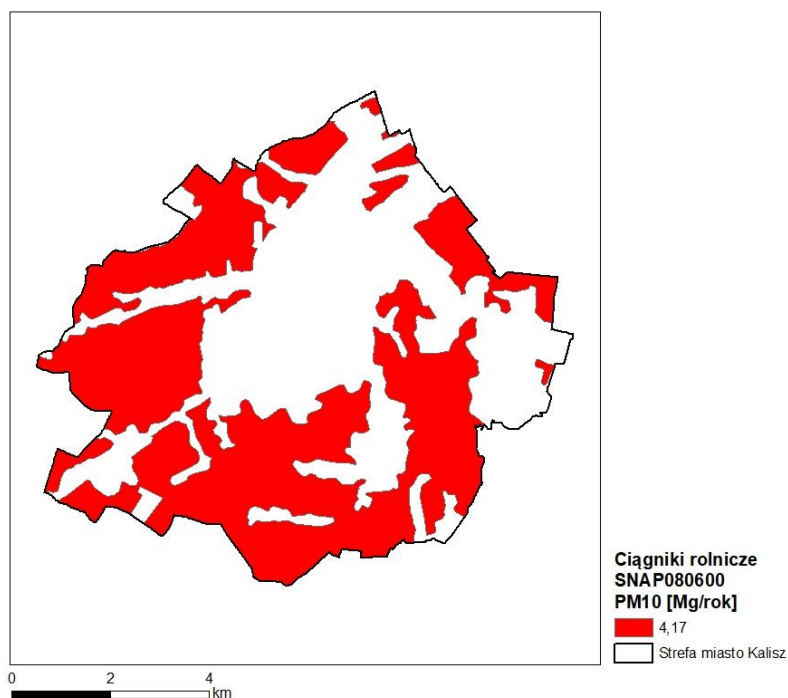 Ciągniki rolnicze
SNAP080600
PM10 [Mg/rok]
4,17
Strefa miasto Kalisz
0 2 4
km